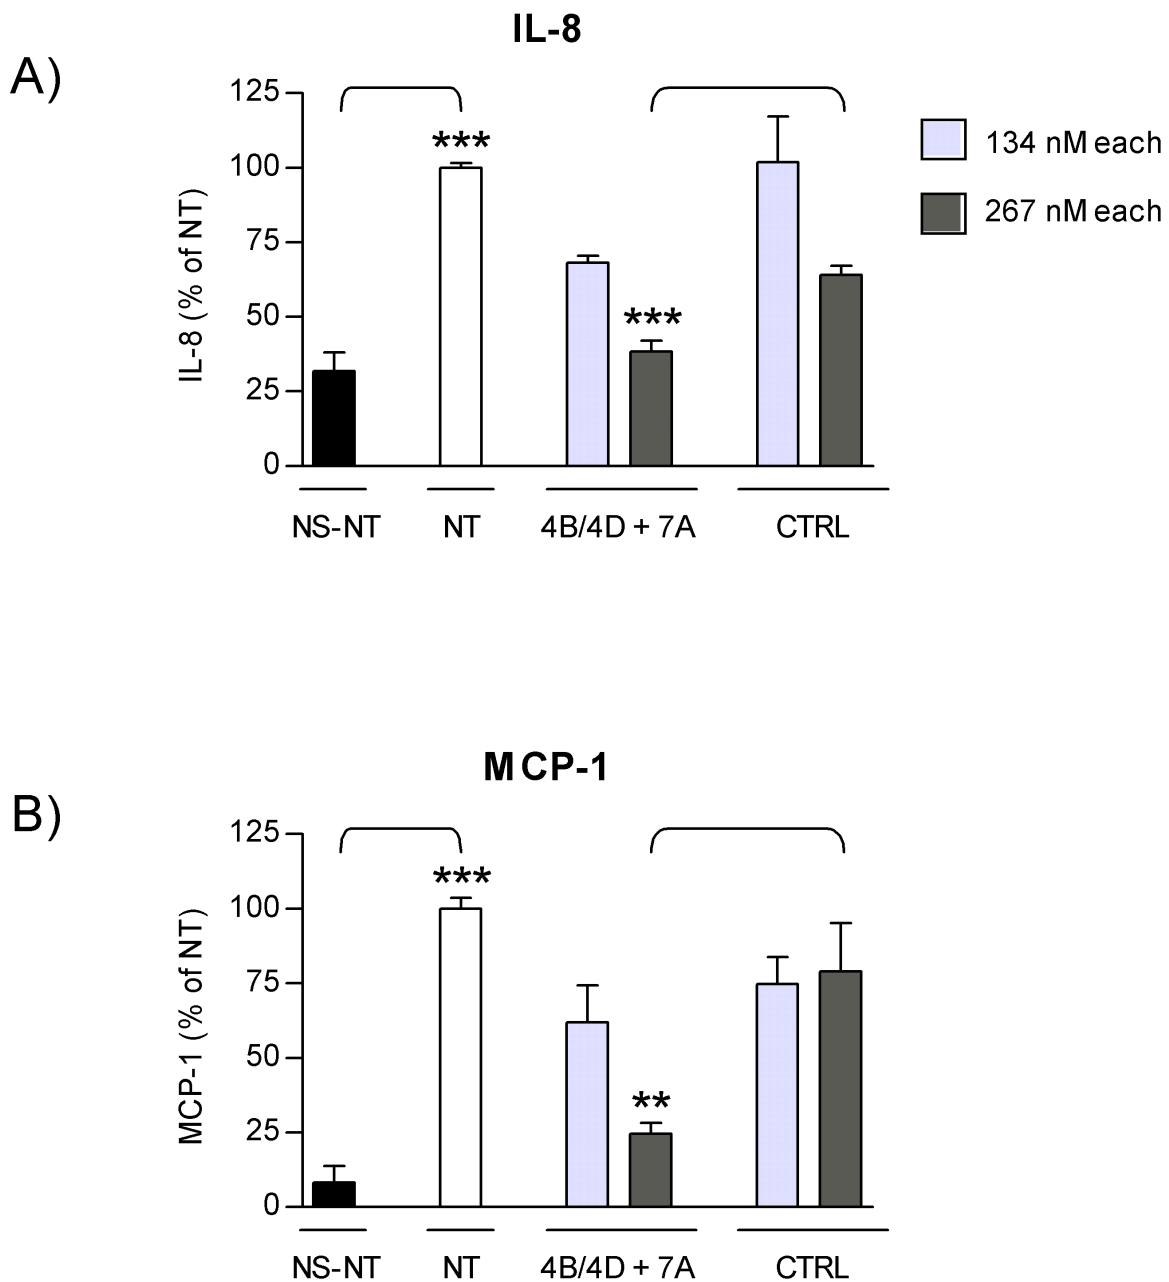 IL-8
A)
125
100
75
50
25
0
IL-8 (% of NT)
***
***
134 nM each
267 nM each
NS-NT NT 4B/4D + 7A CTRL
MCP-1
B)
125
100
75
50
25
0
MCP-1 (% of NT)
***
**
NS-NT NT 4B/4D + 7A CTRL